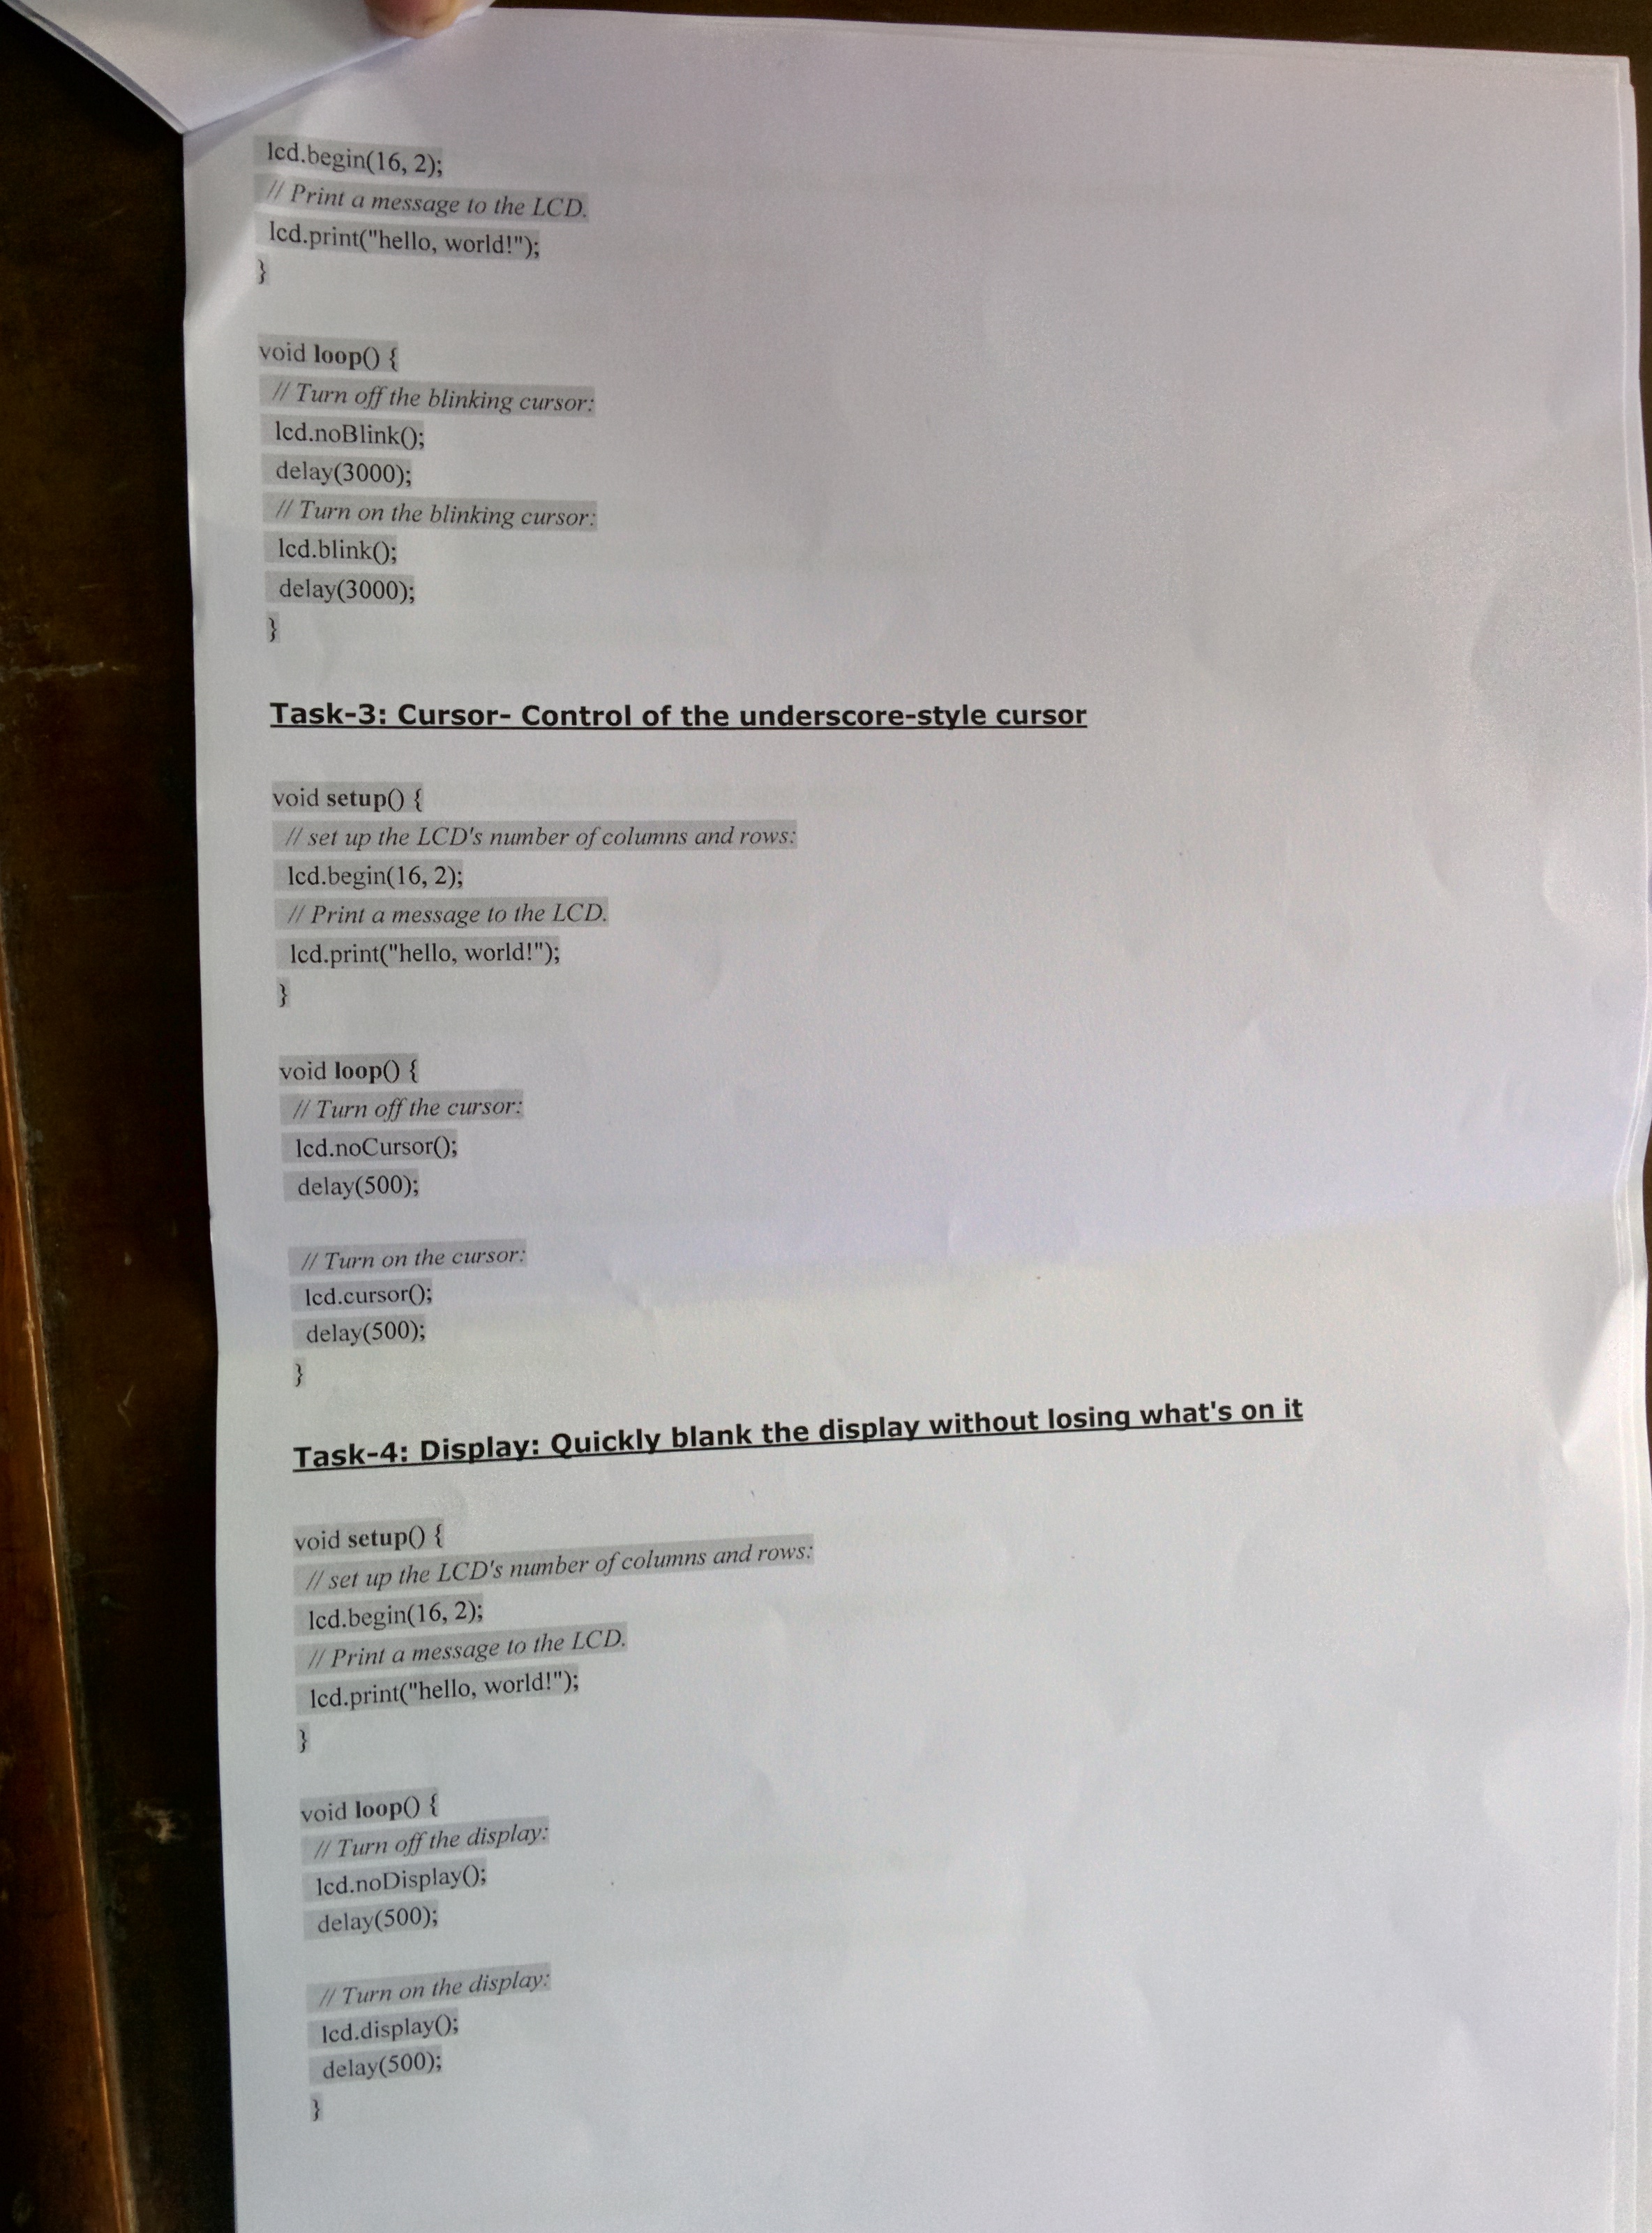 lcd.begin(16, 2);
// Print a message to the LCD.
lcd.print("hello, world!");
}
void loop() {
// Turn off the blinking cursor:
lcd.noBlink();
delay(3000);
// Turn on the blinking cursor:
lcd.blink();
delay(3000);
}
Task-3: Cursor- Control of the underscore-style cursor
void setup() {
// set up the LCD's number of columns and rows:
lcd.begin(16, 2);
// Print a message to the LCD.
lcd.print("hello, world!");
}
void loop() {
// Turn off the cursor:
lcd.noCursor();
delay(500);
// Turn on the cursor:
lcd.cursor();
delay(500);
}
Task-4: Display: Quickly blank the display without losing what's on it
void setup() {
// set up the LCD's number of columns and rows:
lcd.begin(16, 2);
// Print a message to the LCD.
lcd.print("hello, world!");
}
void loop() {
// Turn off the display:
lcd.noDisplay();
delay(500);
// Turn on the display:
lcd.display();
delay(500);
}